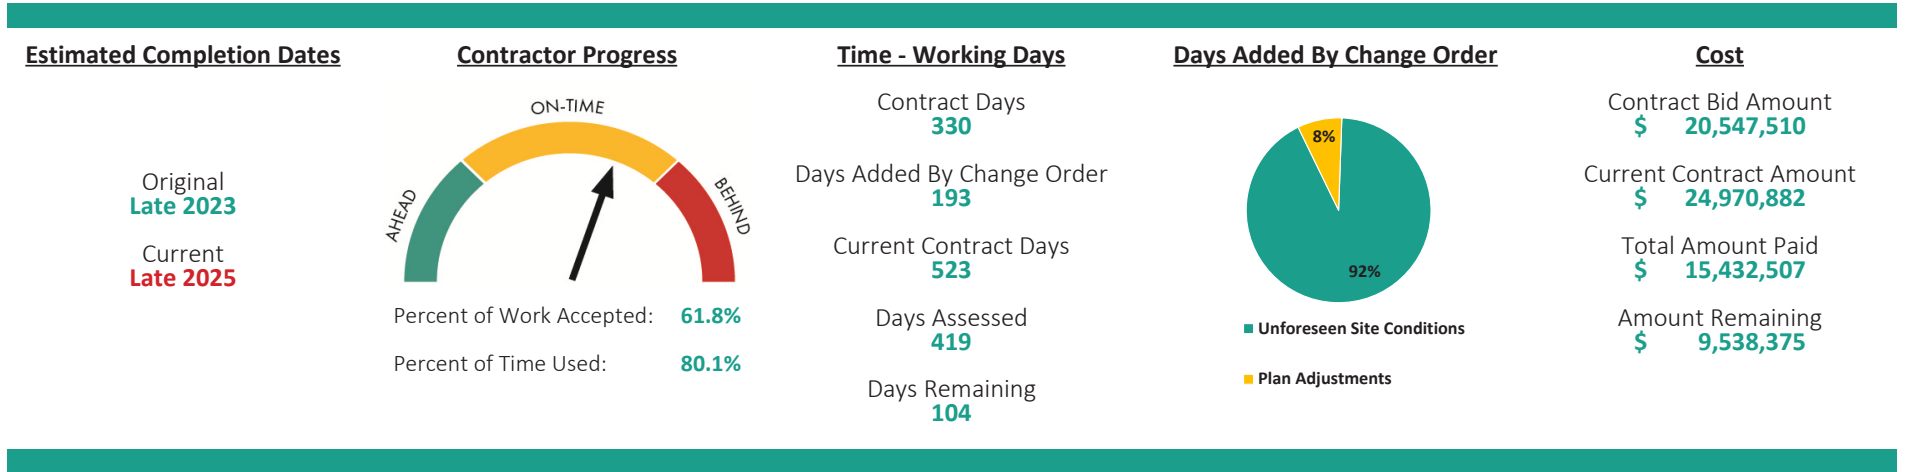 Estimated Completion Dates
Original
Late 2023
Current
Late 2025
Contractor Progress
ON-TIME
AHEAD
BEHIND
Percent of Work Accepted: 61.8%
Percent of Time Used: 80.1%
Time - Working Days
Contract Days
330
Days Added By Change Order
193
Current Contract Days
523
Days Assessed
419
Days Remaining
104
Days Added By Change Order
8%
92%
Unforeseen Site Conditions
Plan Adjustments
Cost
Contract Bid Amount
$ 20,547,510
Current Contract Amount
$ 24,970,882
Total Amount Paid
$ 15,432,507
Amount Remaining
$ 9,538,375